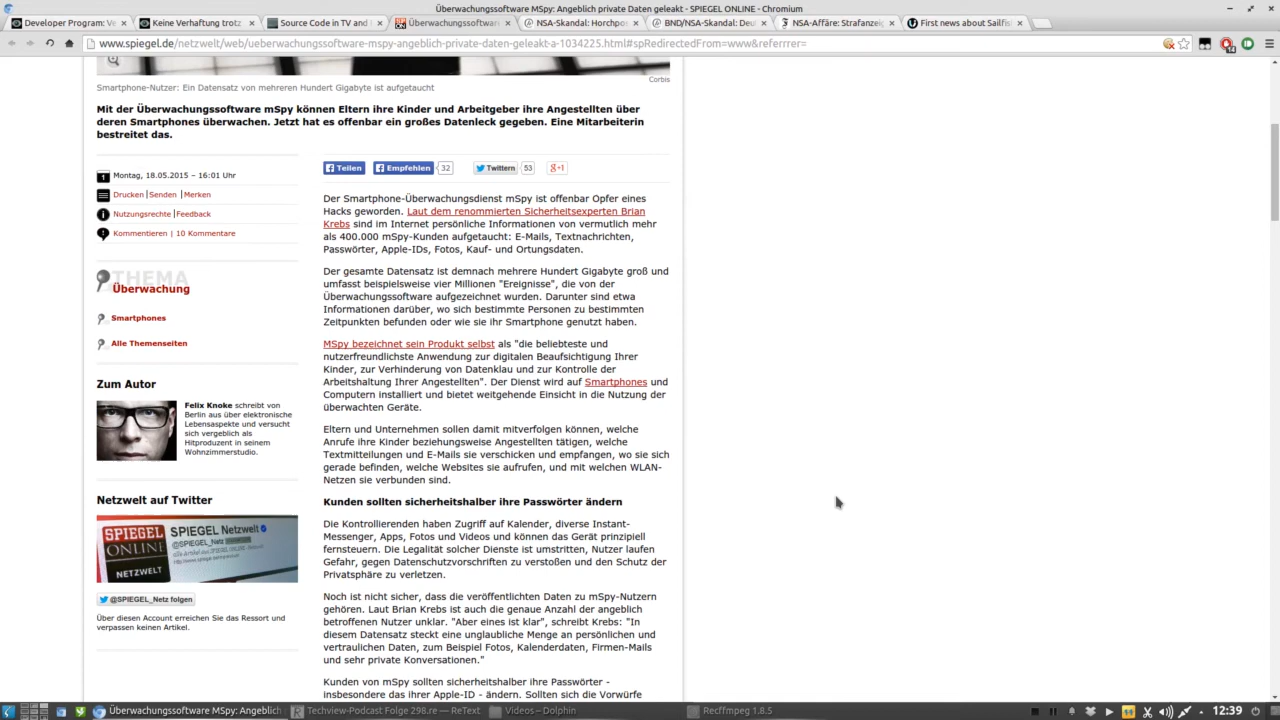 Überwachungssoftware MSpy: Angeblich private Daten geleakt - SPIEGEL ONLINE - Chromium
Developer Program: Ve
Keine Verhaftung trotz
Source Code in TV and
Überwachungssoftware
NSA-Skandal: Horchpos
BND/NSA-Skandal: Deu
NSA-Affäre: Strafanzeig
First news about Sailfis
www.spiegel.de/netzwelt/web/ueberwachungssoftware-mspy-angeblich-private-daten-geleakt-a-1034225.html#spRedirectedFrom=www&referrrer=
Corbis
Smartphone-Nutzer: Ein Datensatz von mehreren Hundert Gigabyte ist aufgetaucht
Mit der Überwachungssoftware mSpy können Eltern ihre Kinder und Arbeitgeber ihre Angestellten über
deren Smartphones überwachen. Jetzt hat es offenbar ein großes Datenleck gegeben. Eine Mitarbeiterin
bestreitet das.
1 Montag, 18.05.2015 – 16:01 Uhr
Drucken | Senden | Merken
Nutzungsrechte | Feedback
Kommentieren | 10 Kommentare
THEMA
Überwachung
Smartphones
Alle Themenseiten
Zum Autor
Felix Knoke schreibt von
Berlin aus über elektronische
Lebensaspekte und versucht
sich vergeblich als
Hitproduzent in seinem
Wohnzimmerstudio.
Netzwelt auf Twitter
SPIEGEL
ONLINE
NETZWELT
SPIEGEL Netzwelt
@SPIEGEL_Netz
@SPIEGEL_Netz folgen
Über diesen Account erreichen Sie das Ressort und
verpassen keinen Artikel.
Teilen Empfehlen 32 Twittern 53 g+1
Der Smartphone-Überwachungsdienst mSpy ist offenbar Opfer eines
Hacks geworden. Laut dem renommierten Sicherheitsexperten Brian
Krebs sind im Internet persönliche Informationen von vermutlich mehr
als 400.000 mSpy-Kunden aufgetaucht: E-Mails, Textnachrichten,
Passwörter, Apple-IDs, Fotos, Kauf- und Ortungsdaten.
Der gesamte Datensatz ist demnach mehrere Hundert Gigabyte groß und
umfasst beispielsweise vier Millionen "Ereignisse", die von der
Überwachungssoftware aufgezeichnet wurden. Darunter sind etwa
Informationen darüber, wo sich bestimmte Personen zu bestimmten
Zeitpunkten befunden oder wie sie ihr Smartphone genutzt haben.
MSpy bezeichnet sein Produkt selbst als "die beliebteste und
nutzerfreundlichste Anwendung zur digitalen Beaufsichtigung Ihrer
Kinder, zur Verhinderung von Datenklau und zur Kontrolle der
Arbeitshaltung Ihrer Angestellten". Der Dienst wird auf Smartphones und
Computern installiert und bietet weitgehende Einsicht in die Nutzung der
überwachten Geräte.
Eltern und Unternehmen sollen damit mitverfolgen können, welche
Anrufe ihre Kinder beziehungsweise Angestellten tätigen, welche
Textmitteilungen und E-Mails sie verschicken und empfangen, wo sie sich
gerade befinden, welche Websites sie aufrufen, und mit welchen WLAN-
Netzen sie verbunden sind.
Kunden sollten sicherheitshalber ihre Passwörter ändern
Die Kontrollierenden haben Zugriff auf Kalender, diverse Instant-
Messenger, Apps, Fotos und Videos und können das Gerät prinzipiell
fernsteuern. Die Legalität solcher Dienste ist umstritten, Nutzer laufen
Gefahr, gegen Datenschutzvorschriften zu verstoßen und den Schutz der
Privatsphäre zu verletzen.
Noch ist nicht sicher, dass die veröffentlichten Daten zu mSpy-Nutzern
gehören. Laut Brian Krebs ist auch die genaue Anzahl der angeblich
betroffenen Nutzer unklar. "Aber eines ist klar", schreibt Krebs: "In
diesem Datensatz steckt eine unglaubliche Menge an persönlichen und
vertraulichen Daten, zum Beispiel Fotos, Kalenderdaten, Firmen-Mails
und sehr private Konversationen."
Kunden von mSpy sollten sicherheitshalber ihre Passwörter -
insbesondere das ihrer Apple-ID - ändern. Sollten sich die Vorwürfe
Überwachungssoftware MSpy: Angeblich
Techview-Podcast Folge 298.re — ReText
Videos – Dolphin
Recffmpeg 1.8.5
12:39